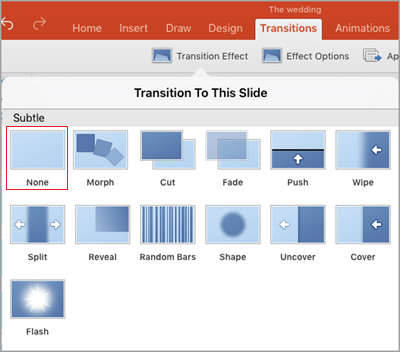 The wedding
Home Insert Draw Design Transitions Animations
Transition Effect Effect Options Ap
Transition To This Slide
Subtle
None Morph Cut Fade Push Wipe
Split Reveal Random Bars Shape Uncover Cover
Flash